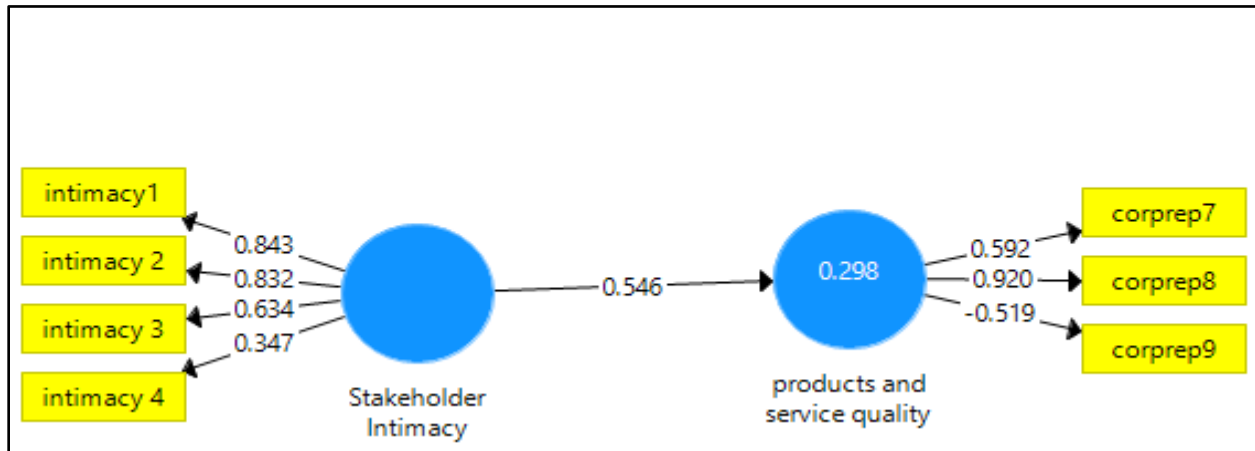 intimacy1
intimacy 2
intimacy 3
intimacy 4
0.843
0.832
0.634
0.347
Stakeholder
Intimacy
0.546
0.298
products and
service quality
0.592
0.920
-0.519
corprep7
corprep8
corprep9